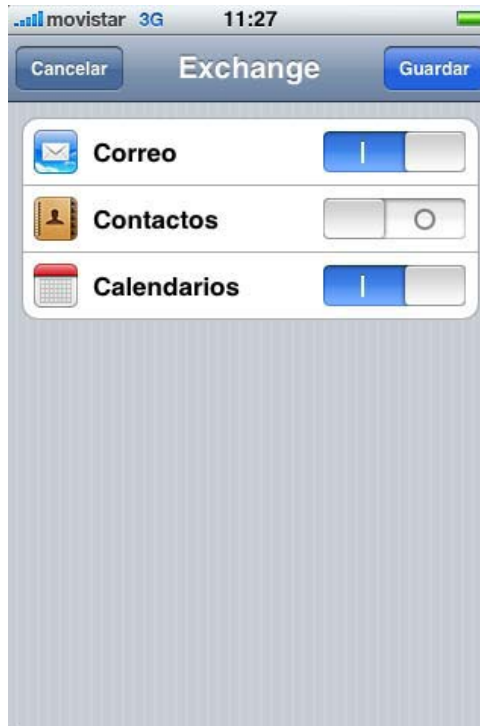 movistar 3G 11:27
Cancelar Exchange Guardar
Correo
Contactos
Calendarios